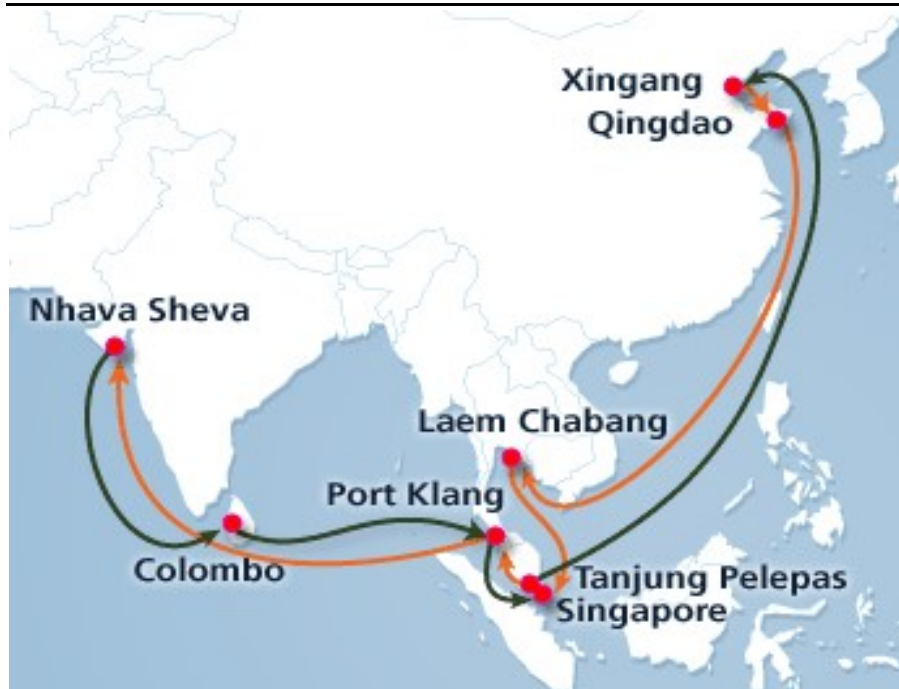 Xingang
Qingdao
Nhava Sheva
Laem Chabang
Port Klang
Colombo
Tanjung Pelepas
Singapore